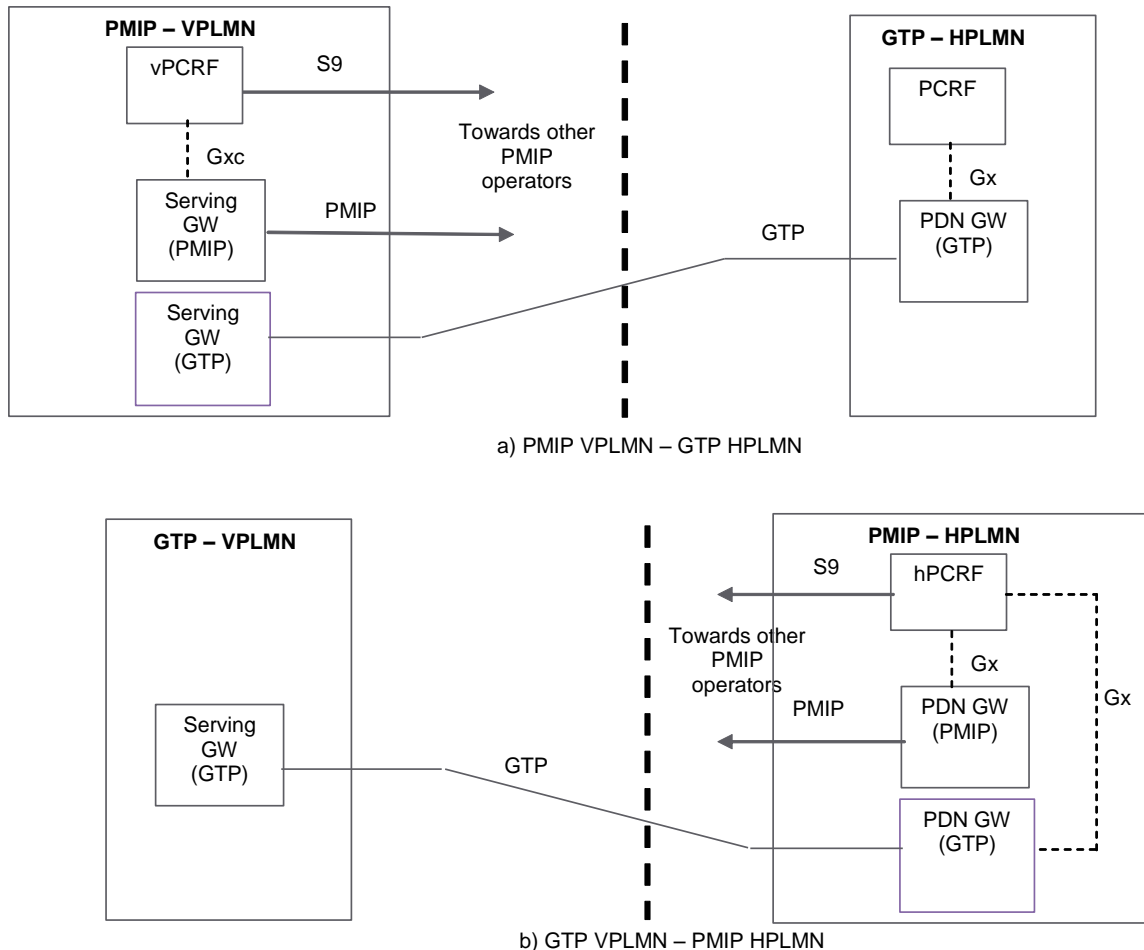 PMIP – VPLMN
vPCRF
S9
Gxc
Towards other
PMIP
operators
Serving
GW
(PMIP)
PMIP
Serving
GW
(GTP)
GTP
GTP – HPLMN
PCRF
Gx
PDN GW
(GTP)
a) PMIP VPLMN – GTP HPLMN
GTP – VPLMN
Serving
GW
(GTP)
GTP
PMIP – HPLMN
S9
hPCRF
Towards other
PMIP
operators
Gx
Gx
PMIP
PDN GW
(PMIP)
PDN GW
(GTP)
b) GTP VPLMN – PMIP HPLMN